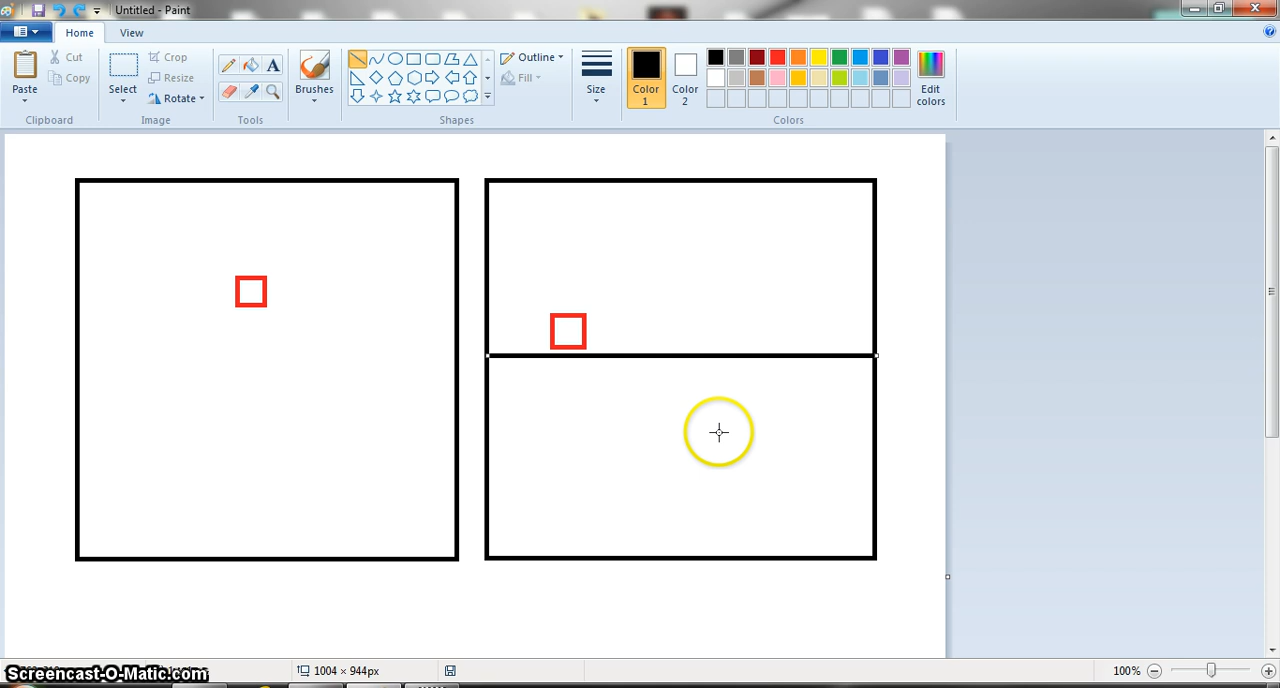 Untitled - Paint
Home View
Paste
Cut
Copy
Clipboard
Select
Crop
Resize
Rotate
Image
A
Tools
Brushes
Outline
Fill
Shapes
Size
Color 1
Color 2
Edit colors
Colors
1004 × 944px
100%
Screencast-O-Matic.com